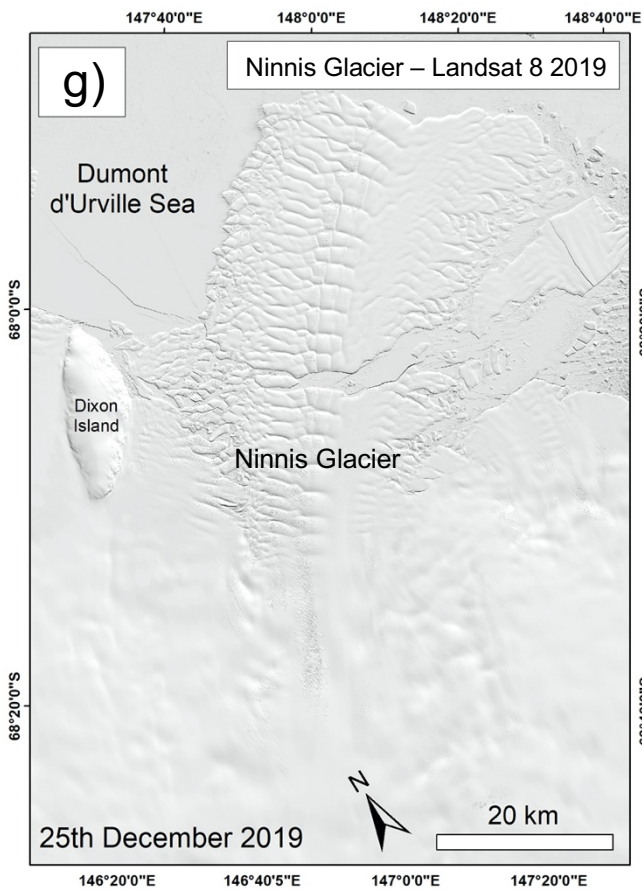 147°40'0"E 148°0'0"E 148°20'0"E 148°40'0"E
g)
Ninnis Glacier – Landsat 8 2019
Dumont
d'Urville Sea
68°0'0"S
Dixon
Island
Ninnis Glacier
68°20'0"S
N
25th December 2019
20 km
146°20'0"E 146°40'5"E 147°0'0"E 147°20'0"E